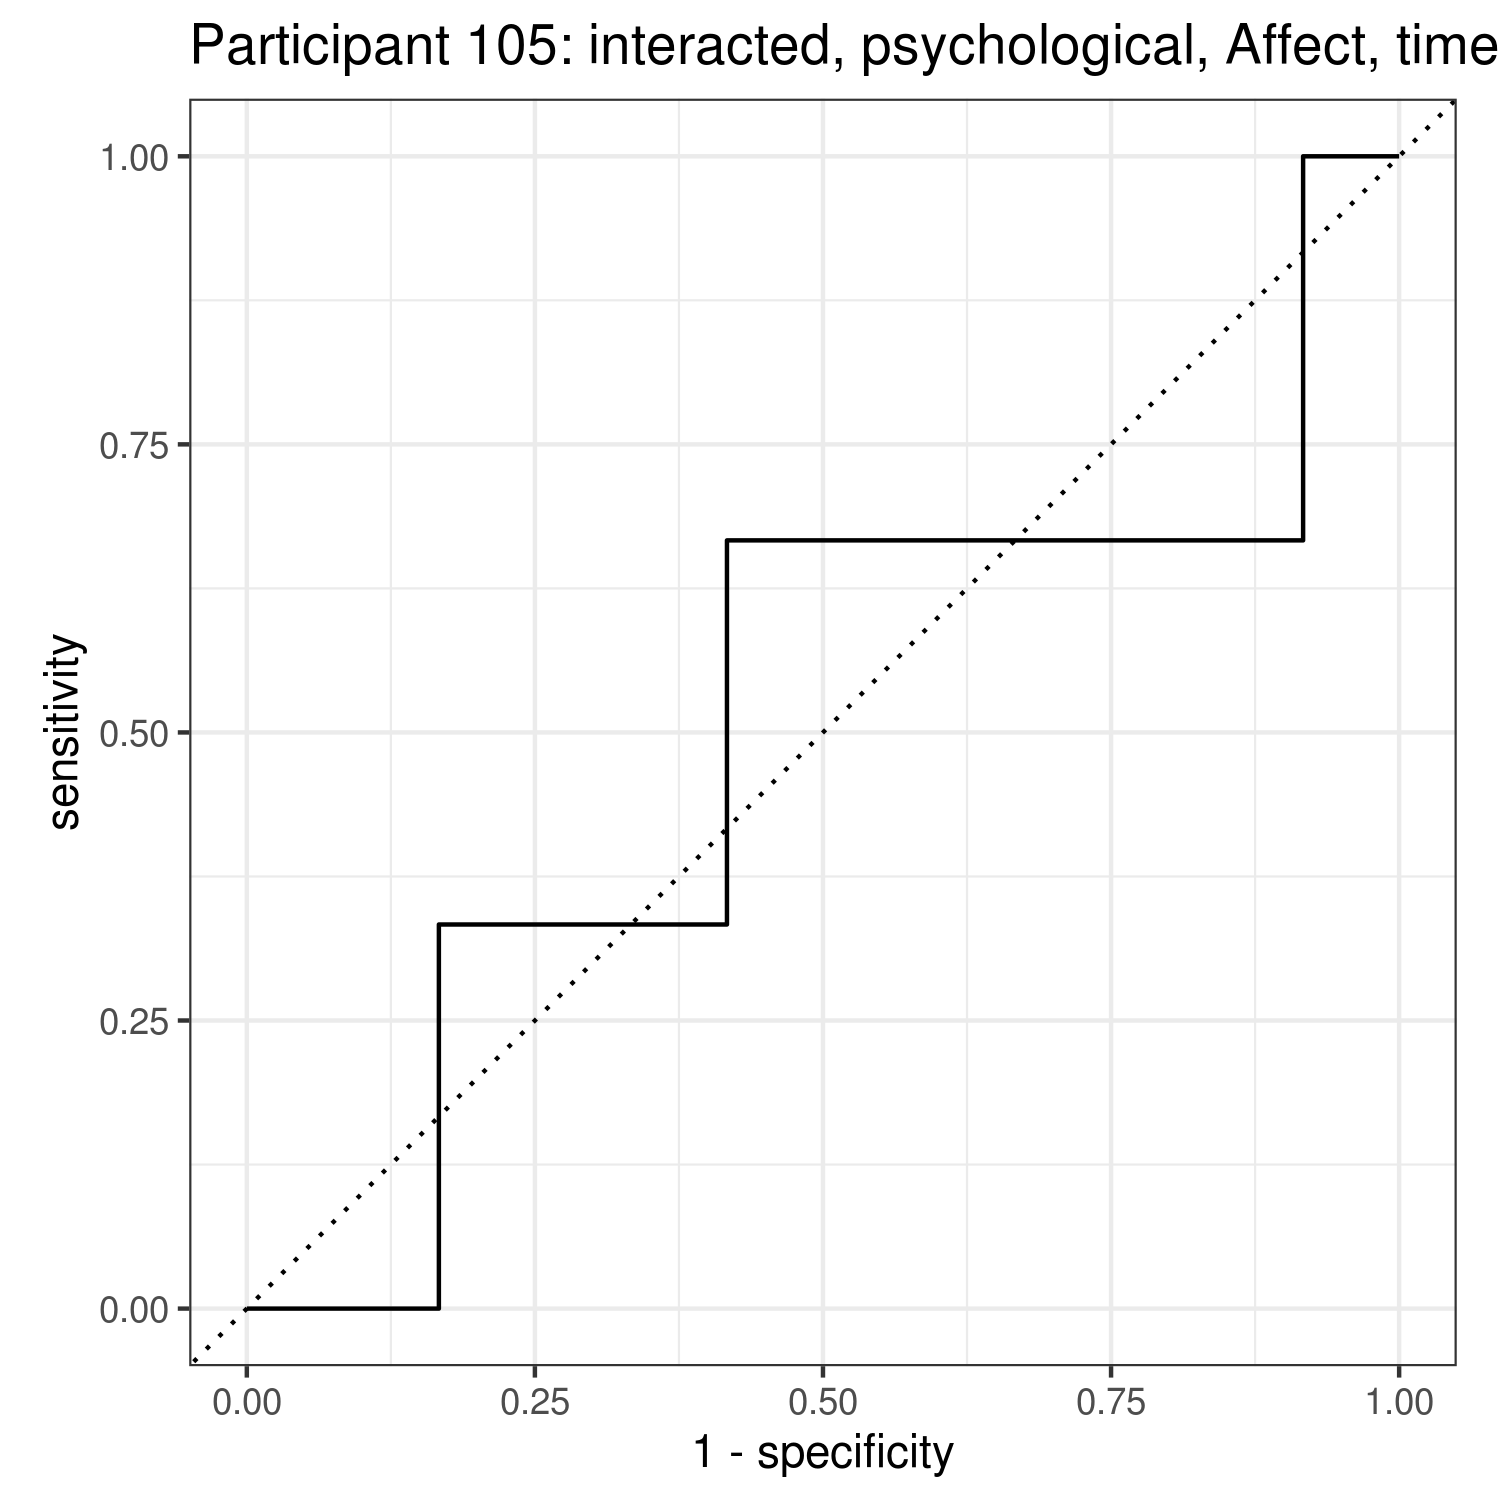 Participant 105: interacted, psychological, Affect, time
1.00
0.75
0.50
0.25
0.00
sensitivity
0.00 0.25 0.50 0.75 1.00
1 - specificity